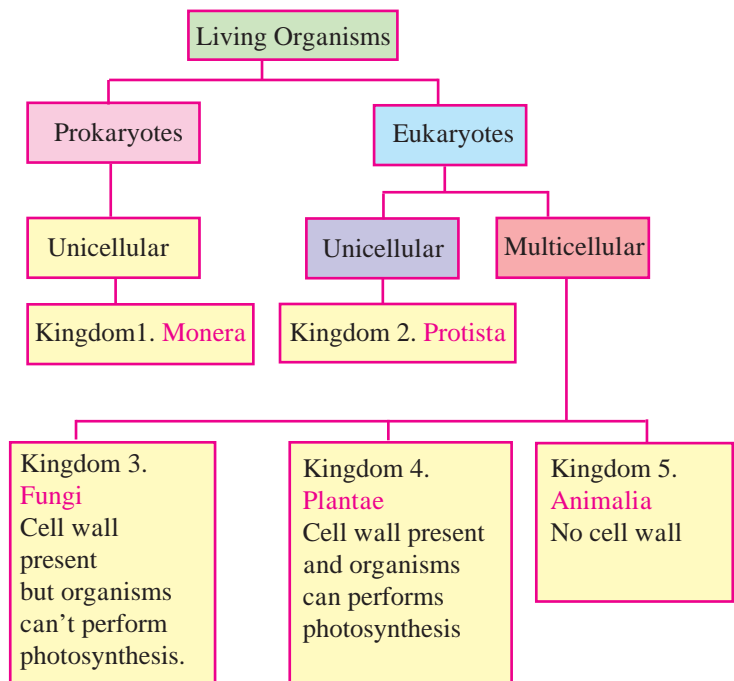 Living Organisms
Prokaryotes
Eukaryotes
Unicellular
Unicellular
Multicellular
Kingdom1. Monera
Kingdom 2. Protista
Kingdom 3.
Fungi
Cell wall
present
but organisms
can't perform
photosynthesis.
Kingdom 4.
Plantae
Cell wall present
and organisms
can performs
photosynthesis
Kingdom 5.
Animalia
No cell wall